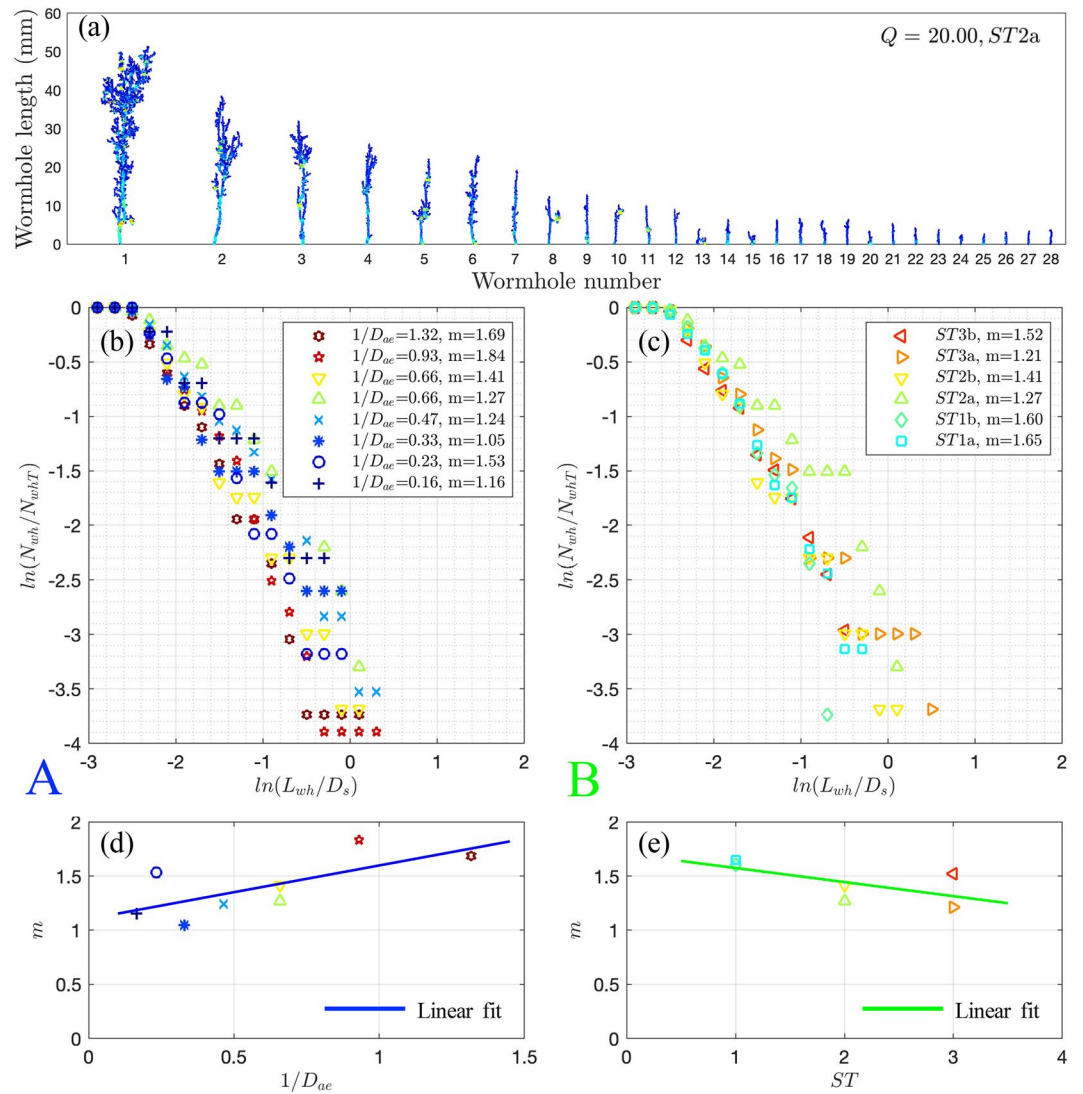 (a)
Q = 20.00, ST2a
Wormhole length (mm)
60
50
40
30
20
10
0
1 2 3 4 5 6 7 8 9 10 11 12 13 14 15 16 17 18 19 20 21 22 23 24 25 26 27 28
Wormhole number
(b)
1/D_ae=1.32, m=1.69
1/D_ae=0.93, m=1.84
1/D_ae=0.66, m=1.41
1/D_ae=0.66, m=1.27
1/D_ae=0.47, m=1.24
1/D_ae=0.33, m=1.05
1/D_ae=0.23, m=1.53
1/D_ae=0.16, m=1.16
ln(N_wh/N_whT)
0
-0.5
-1
-1.5
-2
-2.5
-3
-3.5
-4
-3 -2 -1 0 1 2
ln(L_wh/D_s)
A
(c)
ST3b, m=1.52
ST3a, m=1.21
ST2b, m=1.41
ST2a, m=1.27
ST1b, m=1.60
ST1a, m=1.65
ln(N_wh/N_whT)
0
-0.5
-1
-1.5
-2
-2.5
-3
-3.5
-4
-3 -2 -1 0 1 2
ln(L_wh/D_s)
B
(d)
m
2
1.5
1
0.5
0
Linear fit
0 0.5 1 1.5
1/D_ae
(e)
m
2
1.5
1
0.5
0
Linear fit
0 1 2 3 4
ST